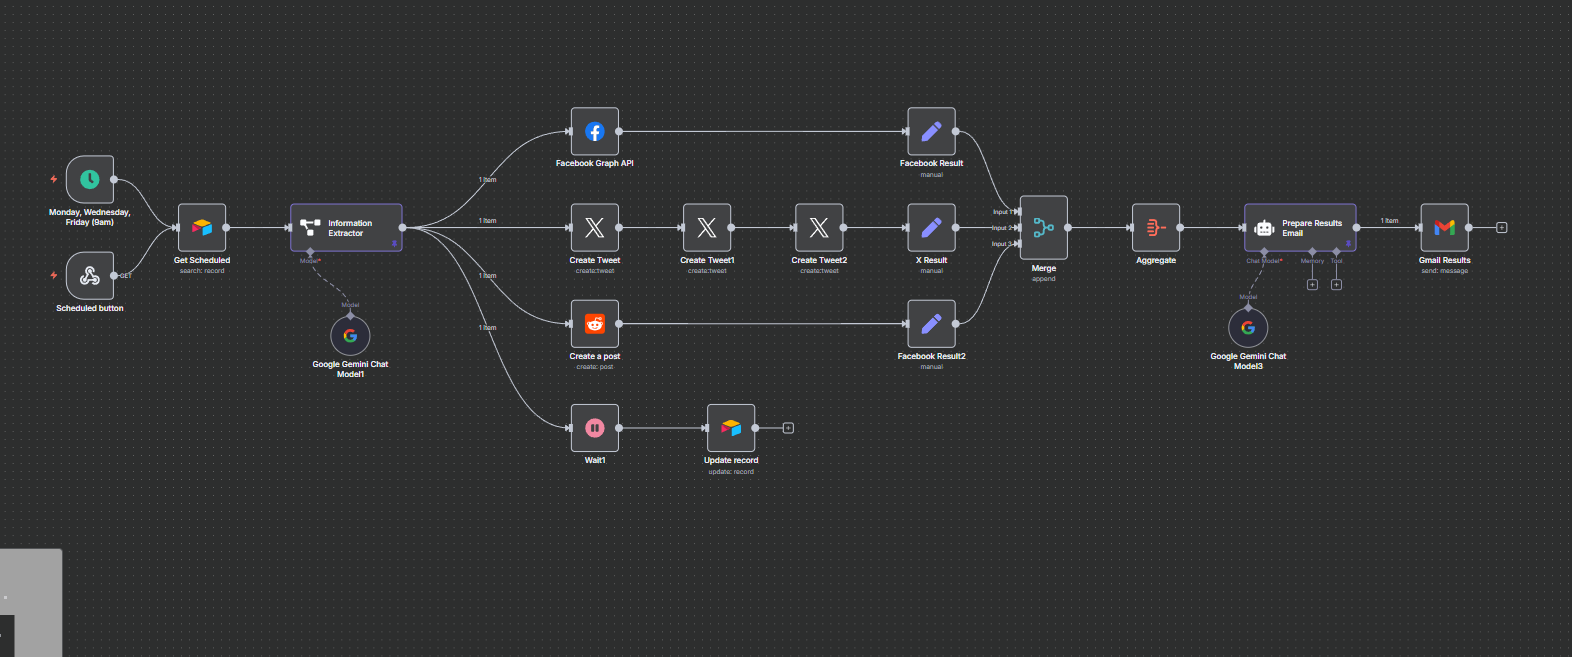 Monday, Wednesday,
Friday (9am)
GET
Scheduled button
Get Scheduled
search: record
Information
Extractor
Model*
Model
Google Gemini Chat
Model1
1 item
1 item
1 item
1 item
Facebook Graph API
Create Tweet
create:tweet
Create Tweet1
create:tweet
Create Tweet2
create:tweet
Create a post
create: post
Wait1
Update record
update: record
Facebook Result
manual
X Result
manual
Facebook Result2
manual
Input 1
Input 2
Input 3
Merge
append
Aggregate
Prepare Results
Email
Chat Model*
Memory
Tool
Model
Google Gemini Chat
Model3
1 item
Gmail Results
send: message